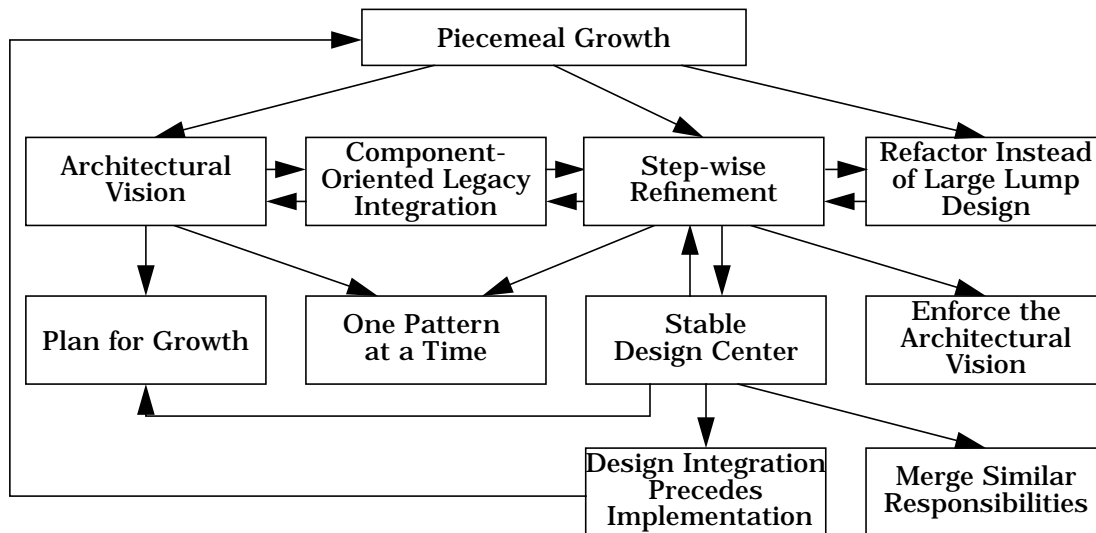 Piecemeal Growth
Architectural
Vision
Component-
Oriented Legacy
Integration
Step-wise
Refinement
Refactor Instead
of Large Lump
Design
Plan for Growth
One Pattern
at a Time
Stable
Design Center
Enforce the
Architectural
Vision
Design Integration
Precedes
Implementation
Merge Similar
Responsibilities